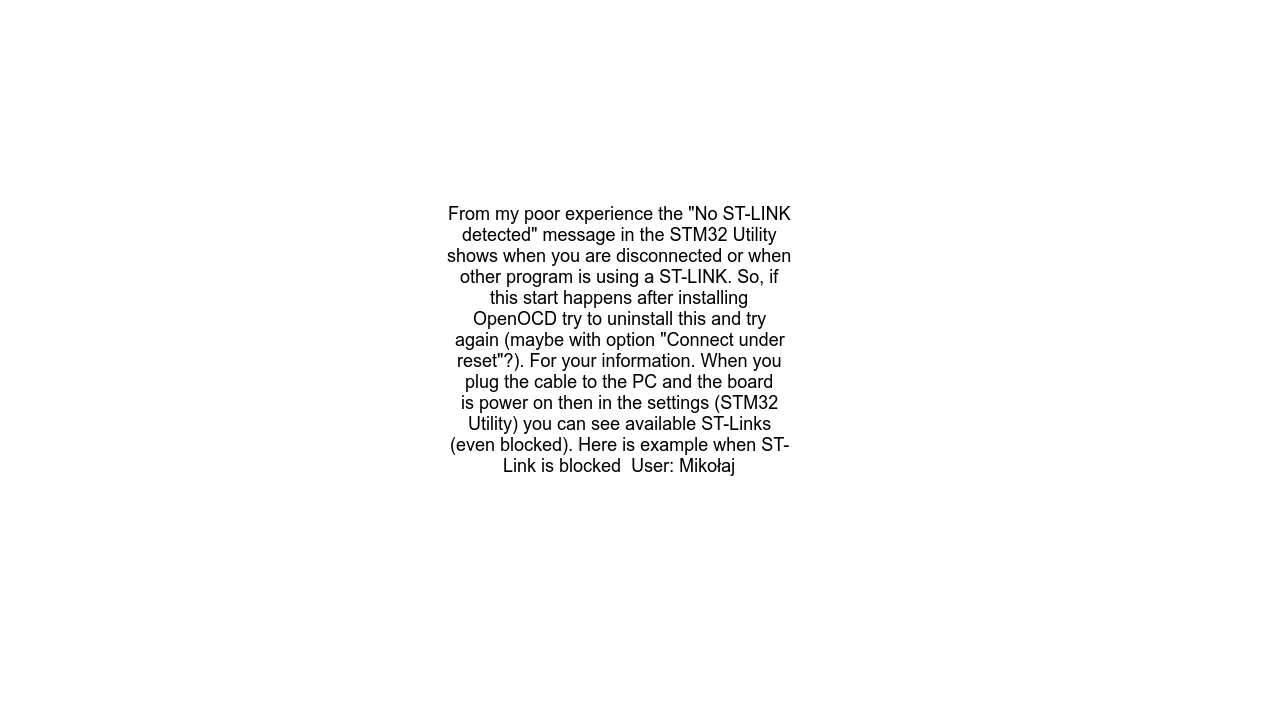 From my poor experience the "No ST-LINK
detected" message in the STM32 Utility
shows when you are disconnected or when
other program is using a ST-LINK. So, if
this start happens after installing
OpenOCD try to uninstall this and try
again (maybe with option "Connect under
reset"?). For your information. When you
plug the cable to the PC and the board
is power on then in the settings (STM32
Utility) you can see available ST-Links
(even blocked). Here is example when ST-
Link is blocked  User: Mikołaj